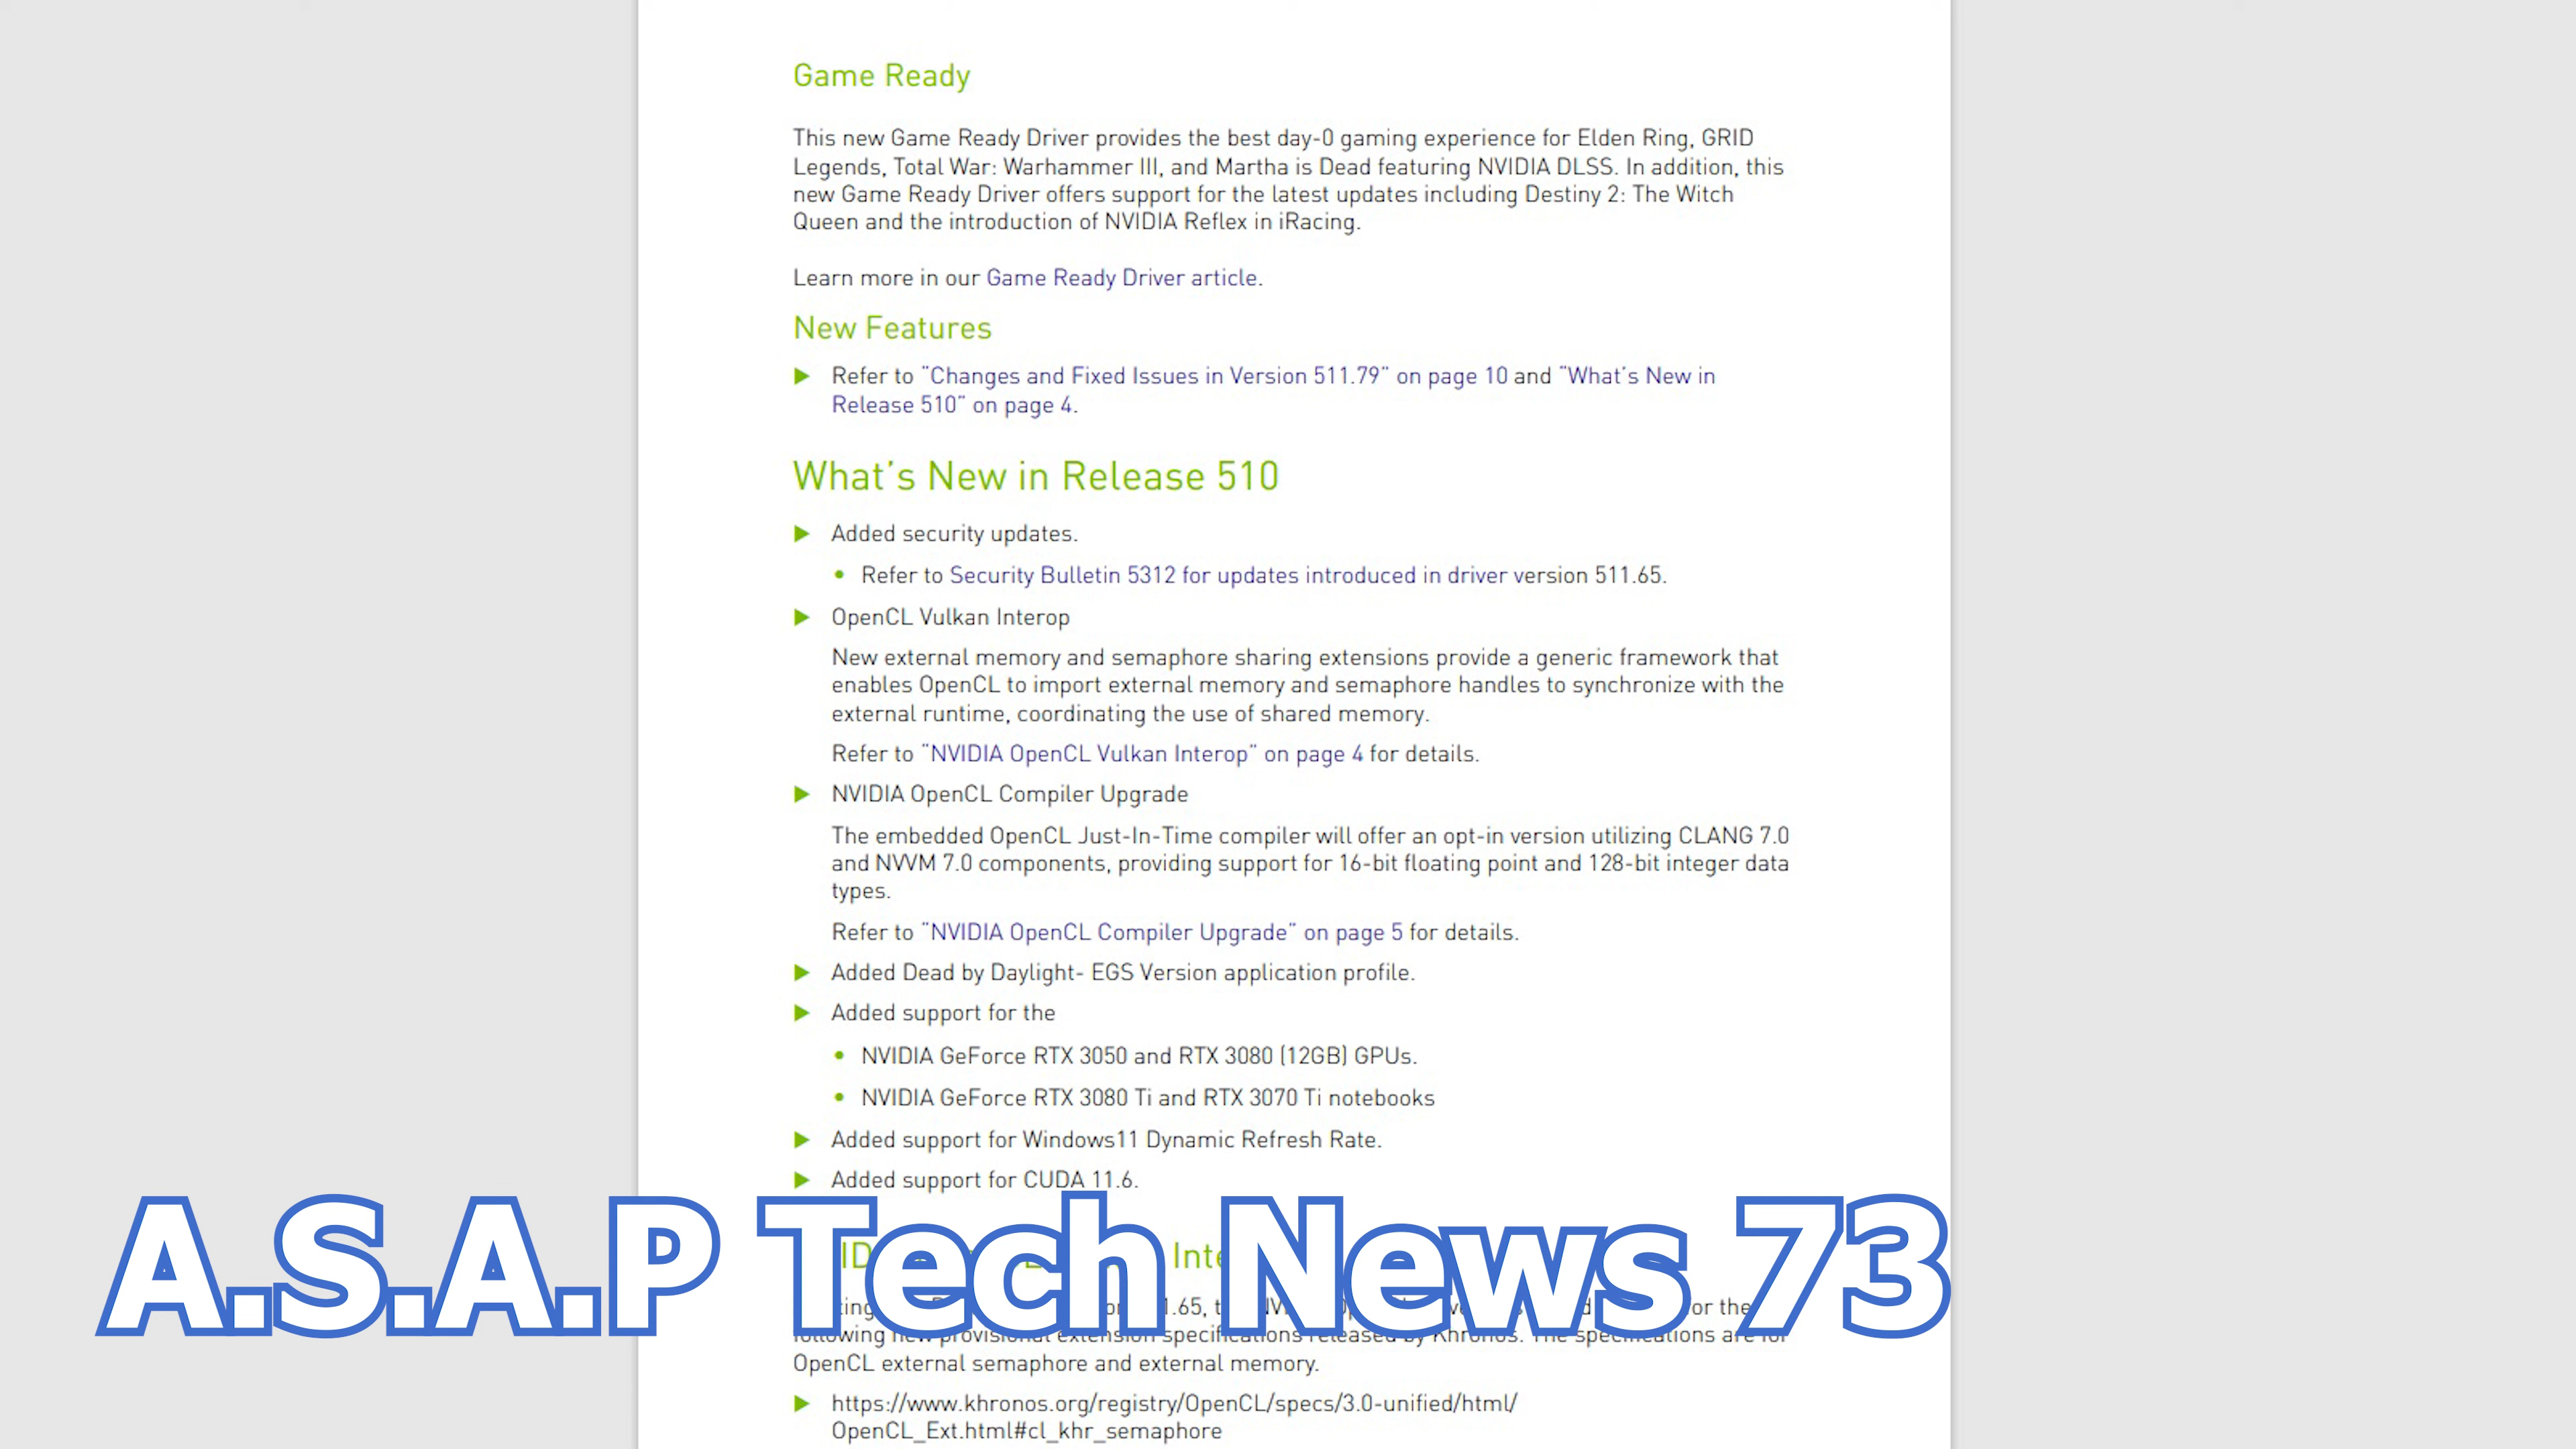 Game Ready
This new Game Ready Driver provides the best day-0 gaming experience for Elden Ring, GRID
Legends, Total War: Warhammer III, and Martha is Dead featuring NVIDIA DLSS. In addition, this
new Game Ready Driver offers support for the latest updates including Destiny 2: The Witch
Queen and the introduction of NVIDIA Reflex in iRacing.
Learn more in our Game Ready Driver article.
New Features
Refer to "Changes and Fixed Issues in Version 511.79" on page 10 and "What's New in
Release 510" on page 4.
What's New in Release 510
Added security updates.
Refer to Security Bulletin 5312 for updates introduced in driver version 511.65.
OpenCL Vulkan Interop
New external memory and semaphore sharing extensions provide a generic framework that
enables OpenCL to import external memory and semaphore handles to synchronize with the
external runtime, coordinating the use of shared memory.
Refer to "NVIDIA OpenCL Vulkan Interop" on page 4 for details.
NVIDIA OpenCL Compiler Upgrade
The embedded OpenCL Just-In-Time compiler will offer an opt-in version utilizing CLANG 7.0
and NVVM 7.0 components, providing support for 16-bit floating point and 128-bit integer data
types.
Refer to "NVIDIA OpenCL Compiler Upgrade" on page 5 for details.
Added Dead by Daylight- EGS Version application profile.
Added support for the
NVIDIA GeForce RTX 3050 and RTX 3080 (12GB) GPUs.
NVIDIA GeForce RTX 3080 Ti and RTX 3070 Ti notebooks
Added support for Windows11 Dynamic Refresh Rate.
Added support for CUDA 11.6.
A.S.A.P Tech News 73
or the
following new provisional extension specifications released by Khronos. The specifications are for
OpenCL external semaphore and external memory.
https://www.khronos.org/registry/OpenCL/specs/3.0-unified/html/
OpenCL_Ext.html#cl_khr_semaphore